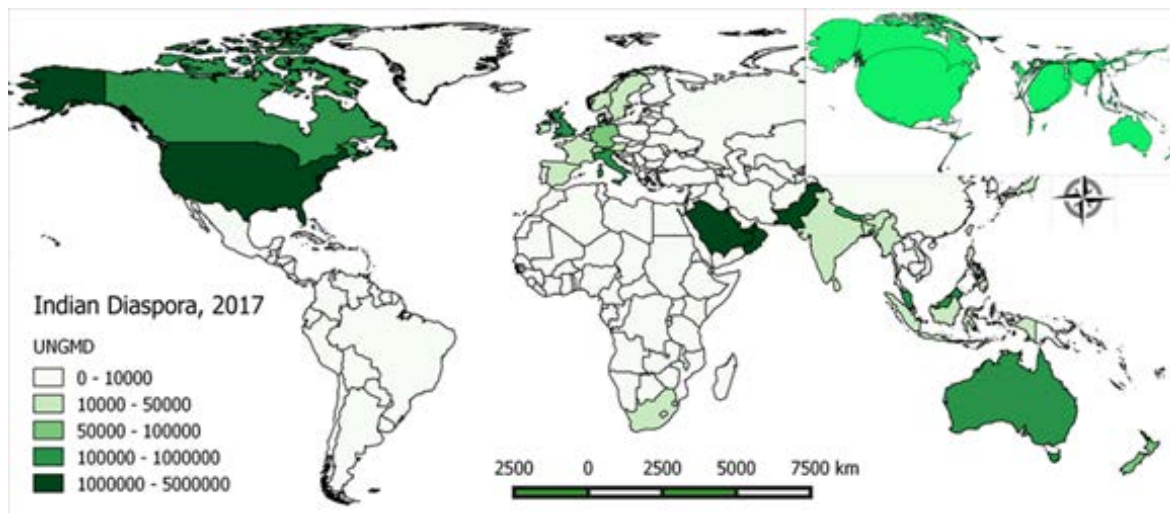 Indian Diaspora, 2017
UNGMD
0 - 10000
10000 - 50000
50000 - 100000
100000 - 1000000
1000000 - 5000000
2500 0 2500 5000 7500 km